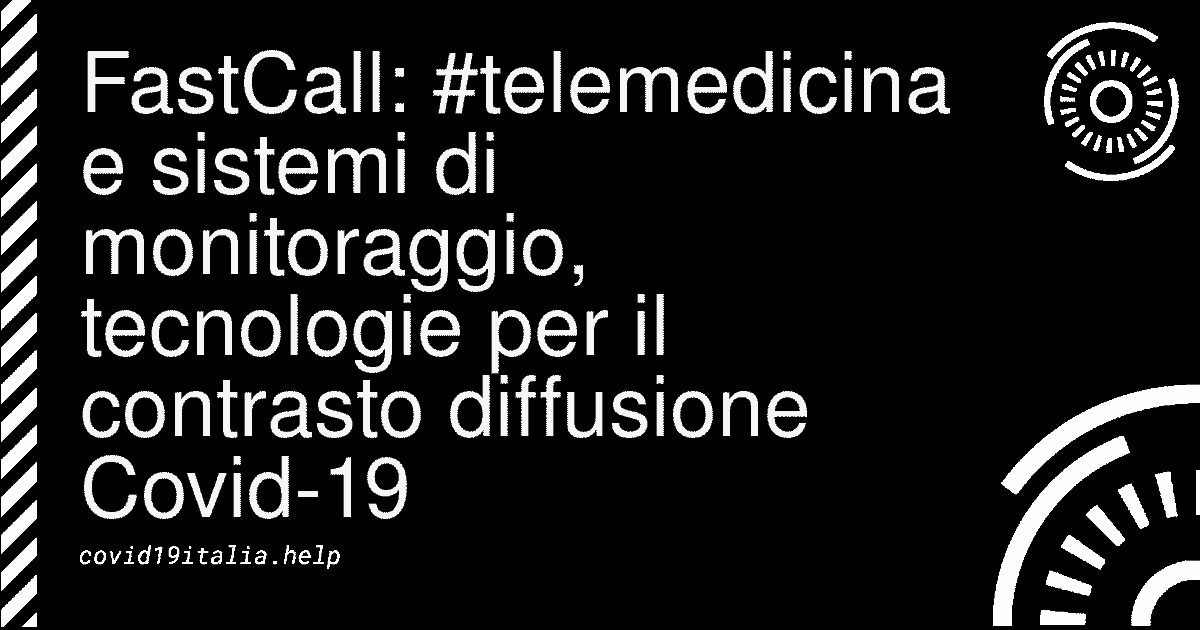 FastCall: #telemedicina
e sistemi di
monitoraggio,
tecnologie per il
contrasto diffusione
Covid-19
covid19italia.help